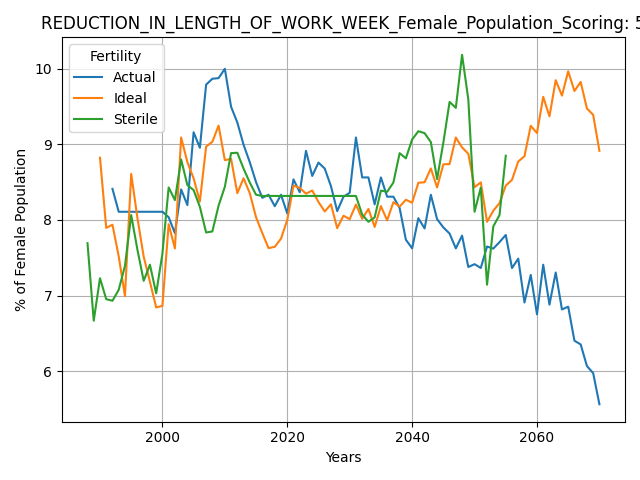 REDUCTION_IN_LENGTH_OF_WORK_WEEK_Female_Population_Scoring: 5
Fertility
Actual
Ideal
Sterile
10
9
8
7
6
% of Female Population
2000 2020 2040 2060
Years